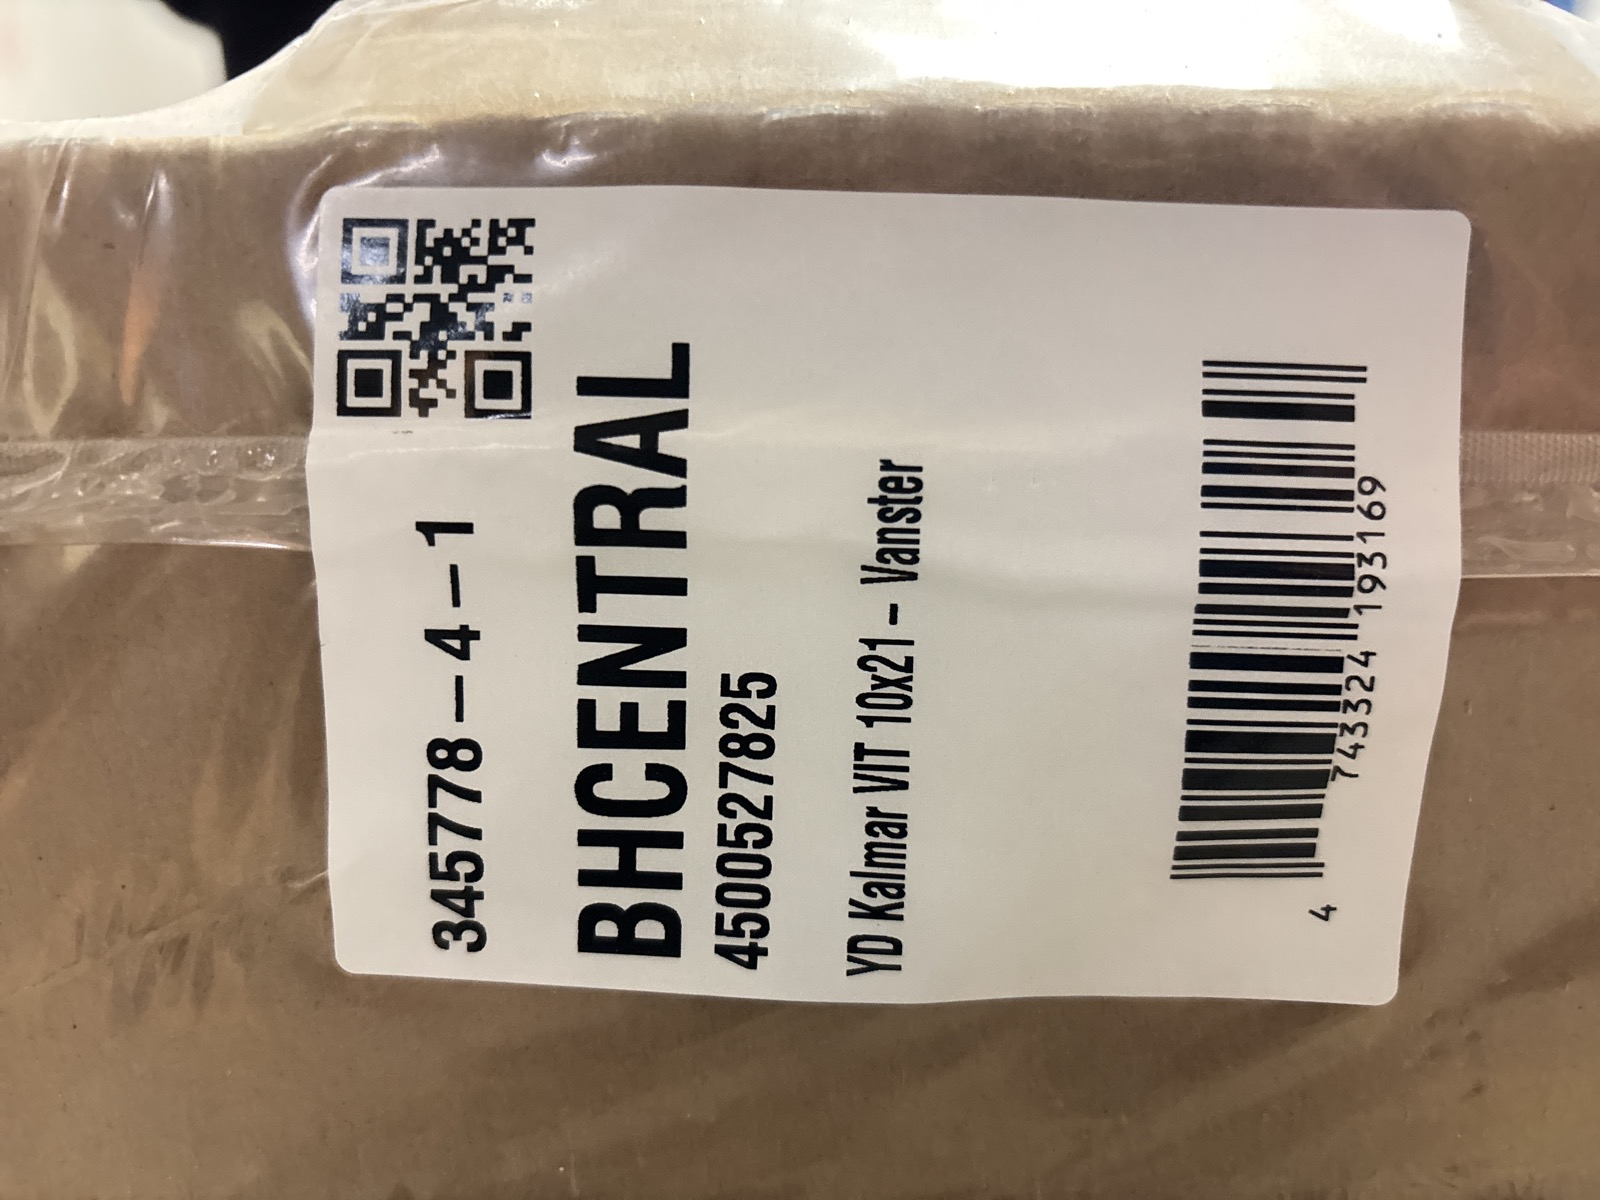 345778-4-1
BHCENTRAL
4500527825
YD Kalmar VIT 10x21 - Vanster
4 743324 193169